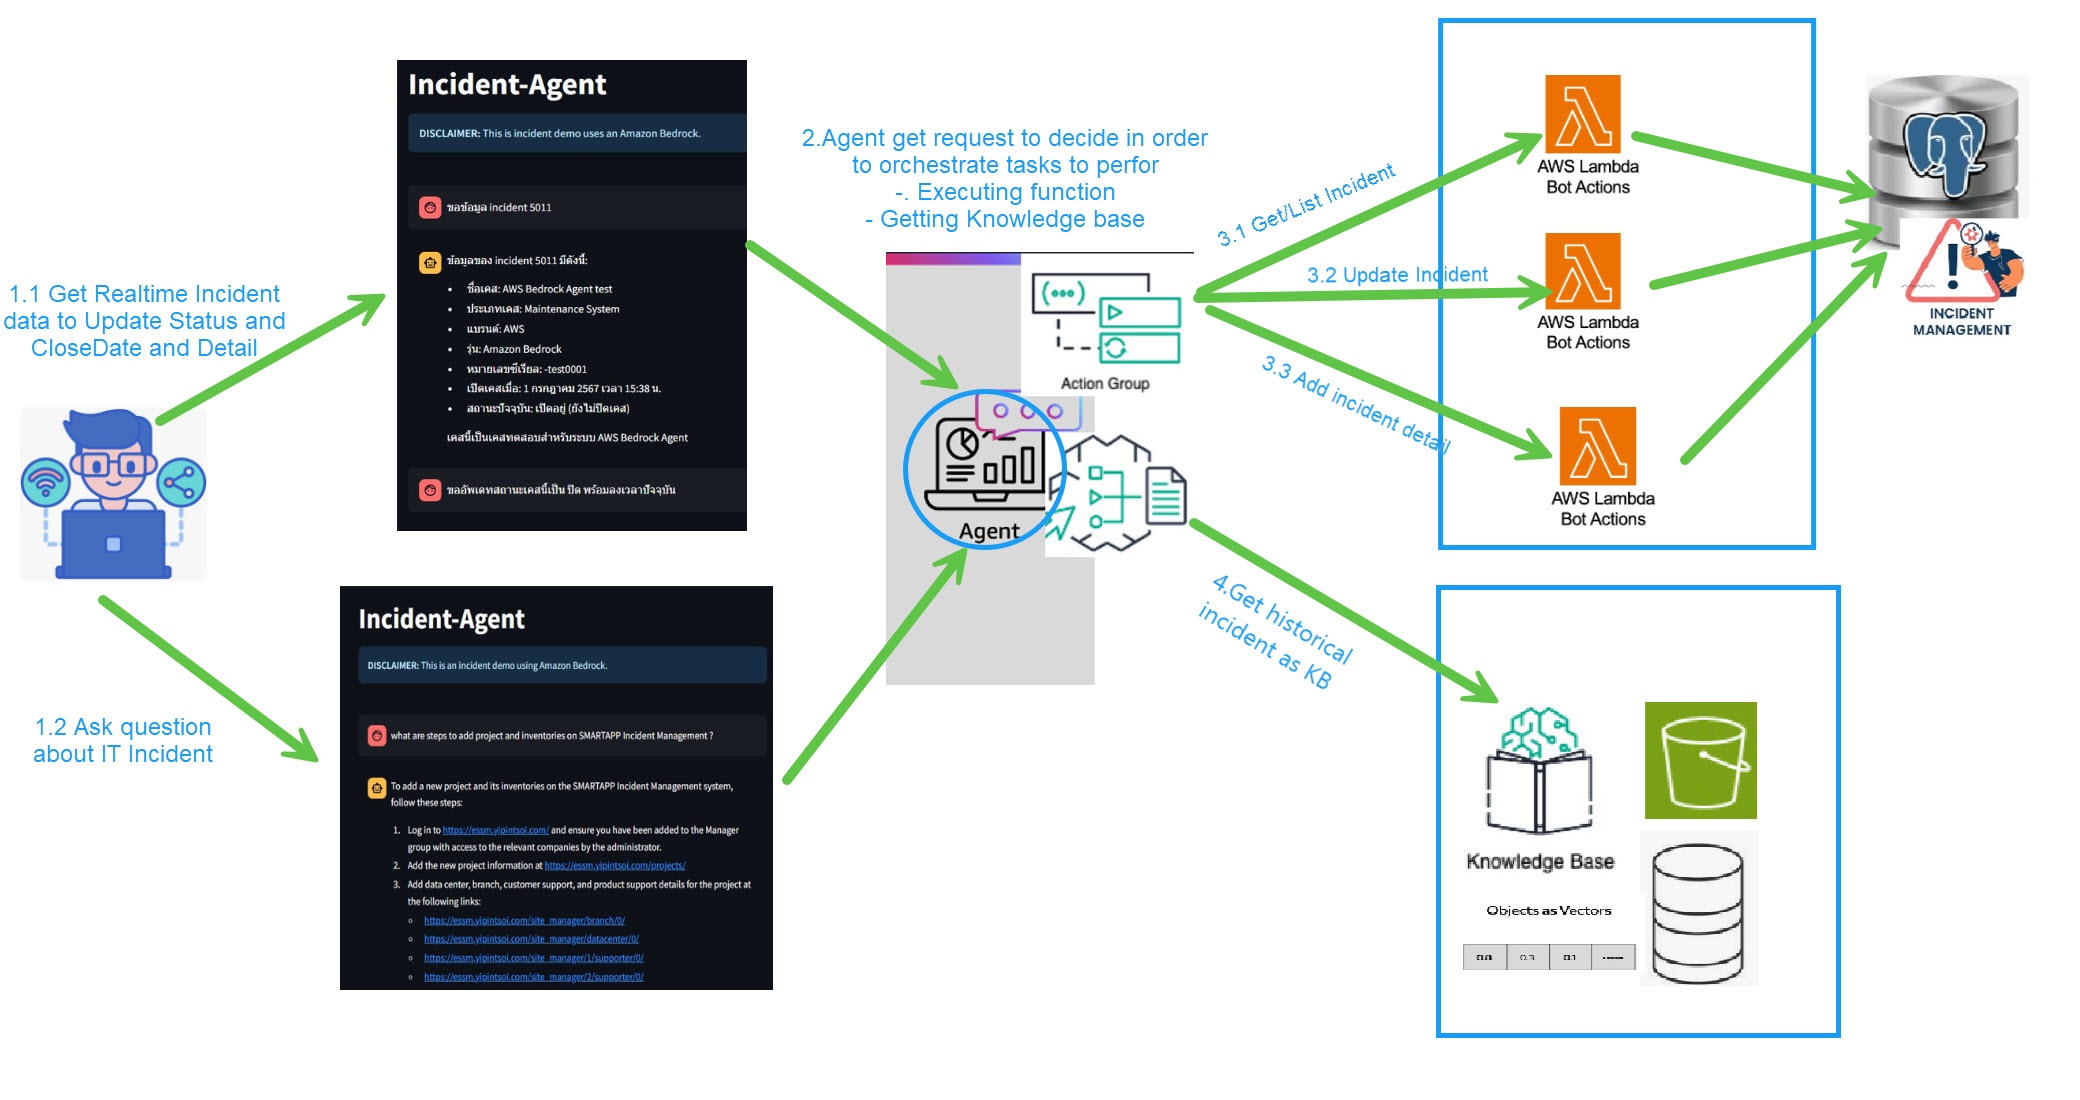 1.1 Get Realtime Incident
data to Update Status and
CloseDate and Detail
1.2 Ask question
about IT Incident
Incident-Agent
DISCLAIMER: This is incident demo uses an Amazon Bedrock.
ขอข้อมูล incident 5011
ข้อมูลของ incident 5011 มีดังนี้:
• ชื่อเคส: AWS Bedrock Agent test
• ประเภทเคส: Maintenance System
• แบรนด์: AWS
• รุ่น: Amazon Bedrock
• หมายเลขซีเรียล: -test0001
• เปิดเคสเมื่อ: 1 กรกฎาคม 2567 เวลา 15:38 น.
• สถานะปัจจุบัน: เปิดอยู่ (ยังไม่ปิดเคส)
เคสนี้เป็นเคสทดสอบสำหรับระบบ AWS Bedrock Agent
ขออัพเดทสถานะเคสนี้เป็น ปิด พร้อมลงเวลาปัจจุบัน
Incident-Agent
DISCLAIMER: This is an incident demo using Amazon Bedrock.
what are steps to add project and inventories on SMARTAPP Incident Management ?
To add a new project and its inventories on the SMARTAPP Incident Management system,
follow these steps:
1. Log in to https://essm.yipintsoi.com/ and ensure you have been added to the Manager
group with access to the relevant companies by the administrator.
2. Add the new project information at https://essm.yipintsoi.com/projects/
3. Add data center, branch, customer support, and product support details for the project at
the following links:
https://essm.yipintsoi.com/site_manager/branch/0/
https://essm.yipintsoi.com/site_manager/datacenter/0/
https://essm.yipintsoi.com/site_manager/1/supporter/0/
https://essm.yipintsoi.com/site_manager/2/supporter/0/
2.Agent get request to decide in order
to orchestrate tasks to perfor
-. Executing function
- Getting Knowledge base
Action Group
Agent
3.1 Get/List Incident
3.2 Update Incident
3.3 Add incident detail
4.Get historical
incident as KB
AWS Lambda
Bot Actions
AWS Lambda
Bot Actions
AWS Lambda
Bot Actions
INCIDENT
MANAGEMENT
Knowledge Base
Objects as Vectors
0.3 0.1